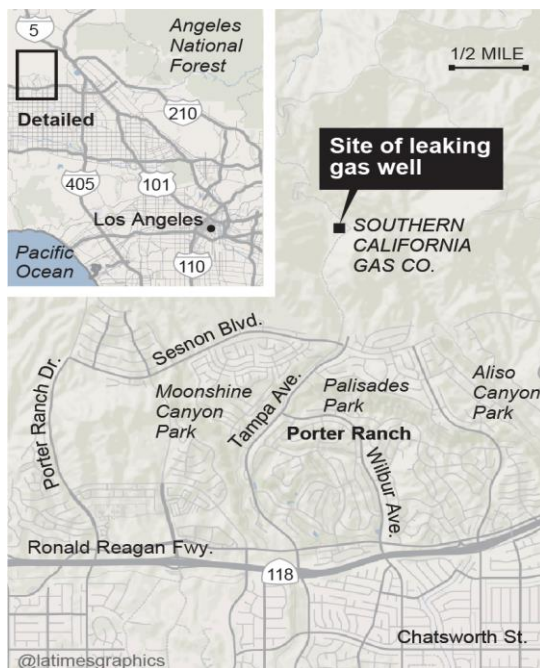 5
Angeles
National
Forest
210
Detailed
405
101
Los Angeles
Pacific
Ocean
110
1/2 MILE
Site of leaking
gas well
SOUTHERN
CALIFORNIA
GAS CO.
Sesnon Blvd.
Porter Ranch Dr.
Moonshine
Canyon
Park
Tampa Ave.
Palisades
Park
Aliso
Canyon
Park
Porter Ranch
Wilbur Ave.
Ronald Reagan Fwy.
118
Chatsworth St.
@latimesgraphics